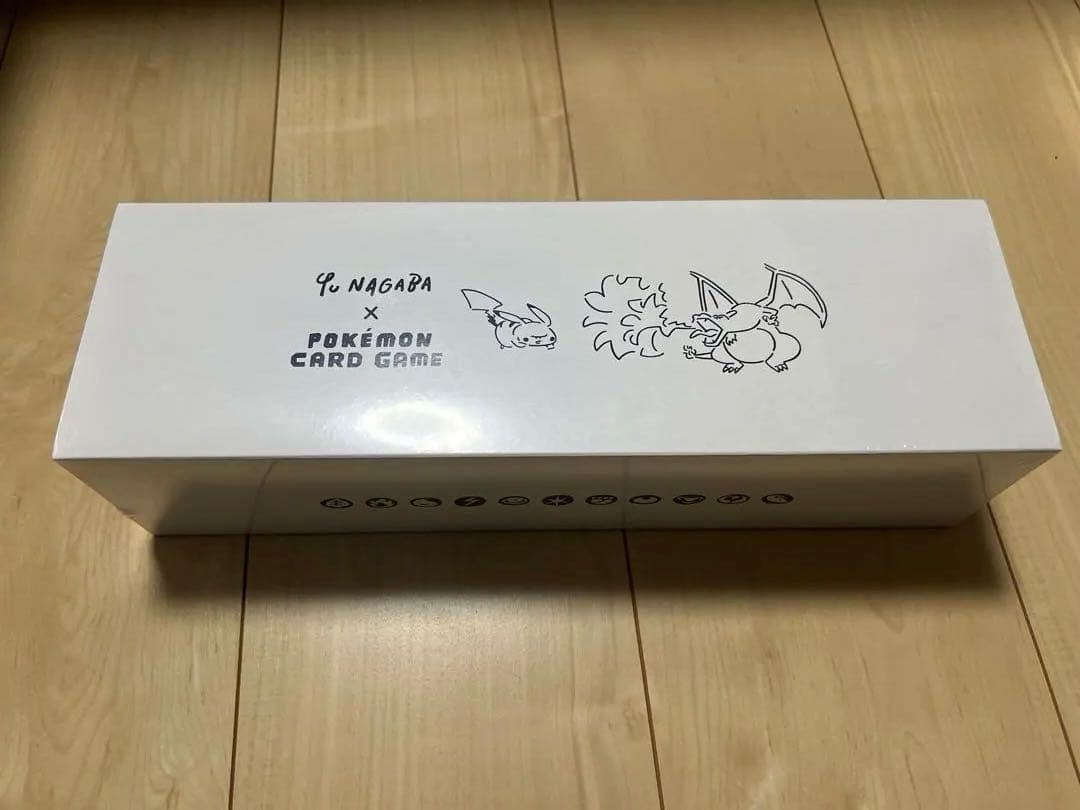 Yu NAGABA
×
POKÉMON
CARD GAME